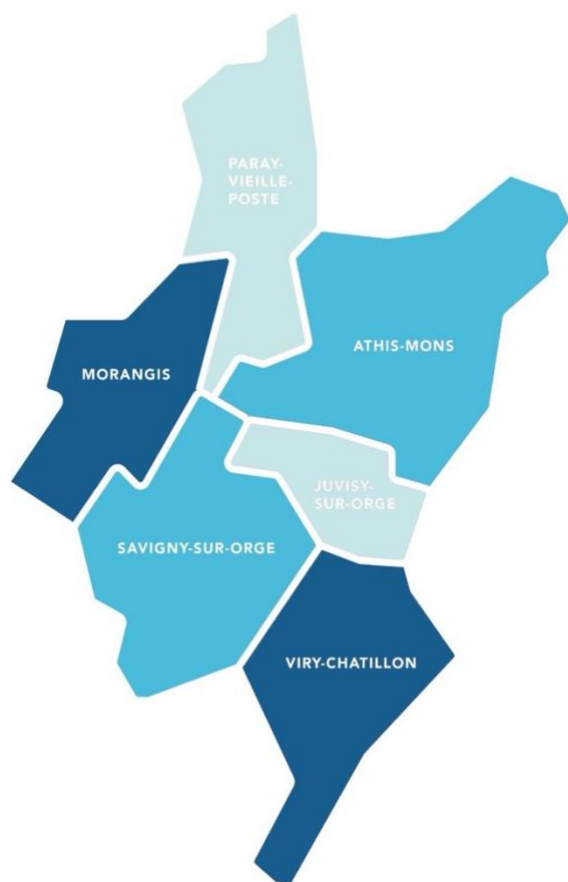 PARAY-
VIEILLE-
POSTE
ATHIS-MONS
MORANGIS
JUVISY-
SUR-ORGE
SAVIGNY-SUR-ORGE
VIRY-CHATILLON